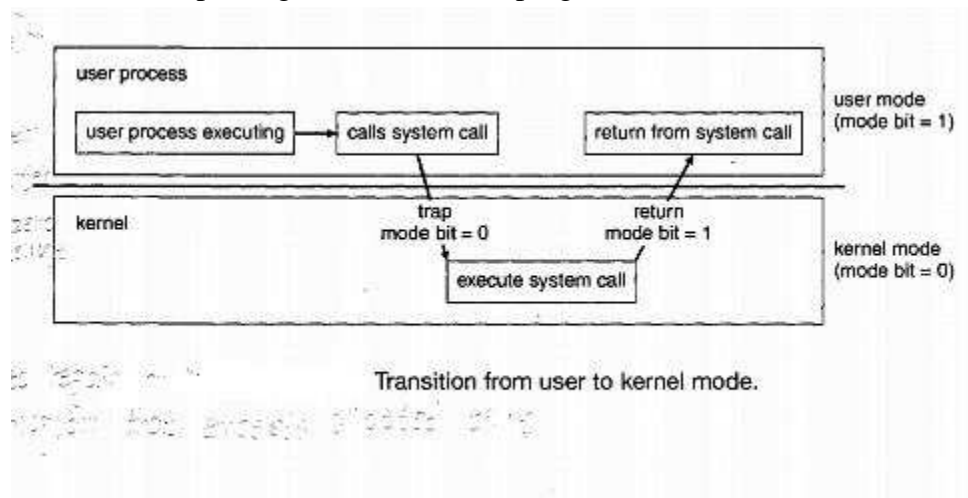 user process
user process executing
calls system call
return from system call
user mode
(mode bit = 1)
trap
mode bit = 0
return
mode bit = 1
kernel
execute system call
kernel mode
(mode bit = 0)
Transition from user to kernel mode.